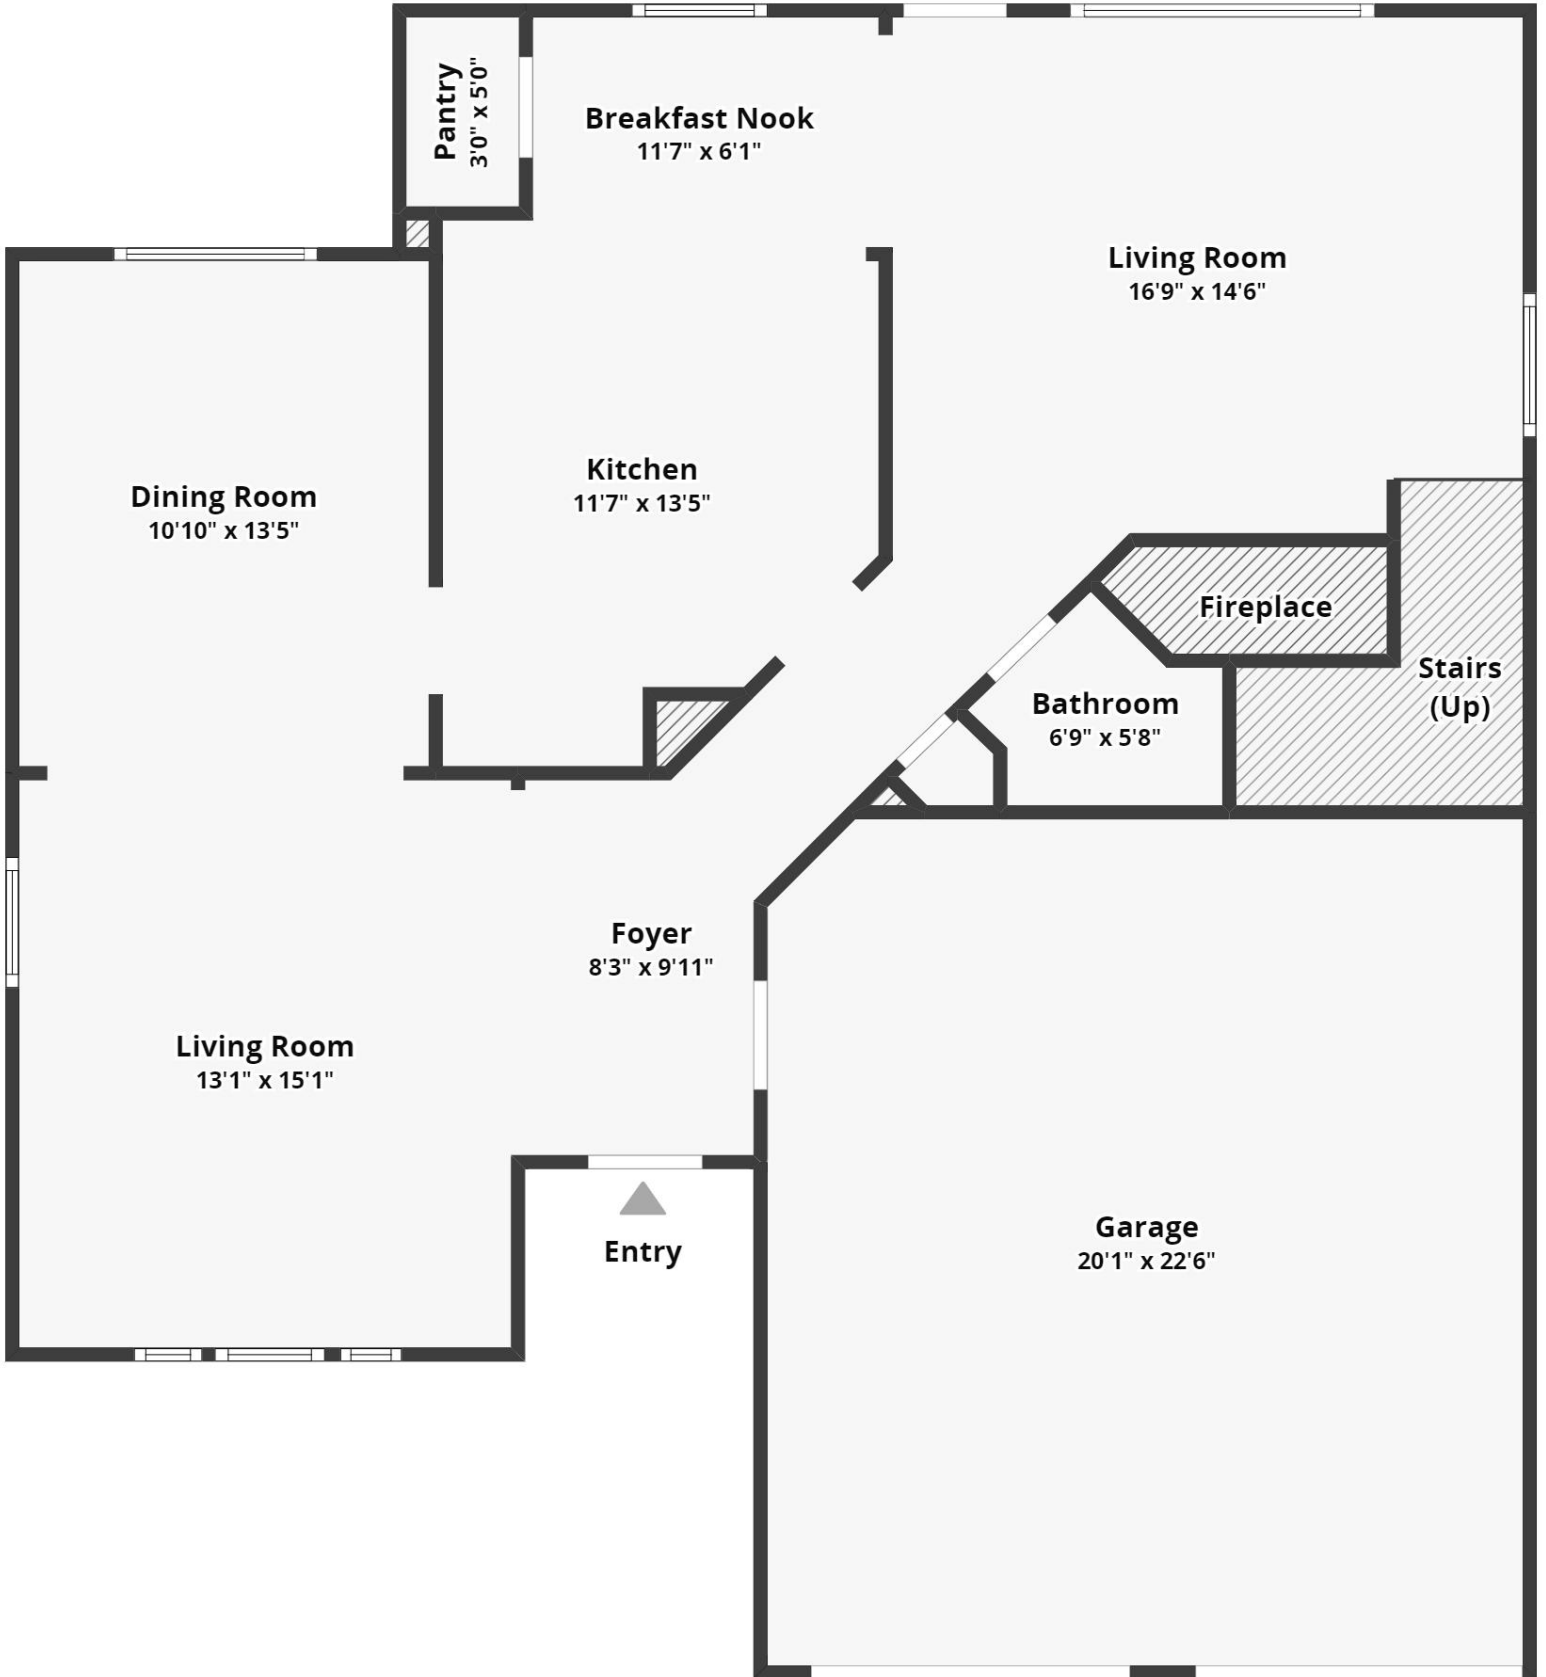 Pantry
3'0" x 5'0"
Breakfast Nook
11'7" x 6'1"
Living Room
16'9" x 14'6"
Kitchen
11'7" x 13'5"
Dining Room
10'10" x 13'5"
Fireplace
Stairs
(Up)
Bathroom
6'9" x 5'8"
Foyer
8'3" x 9'11"
Living Room
13'1" x 15'1"
Entry
Garage
20'1" x 22'6"